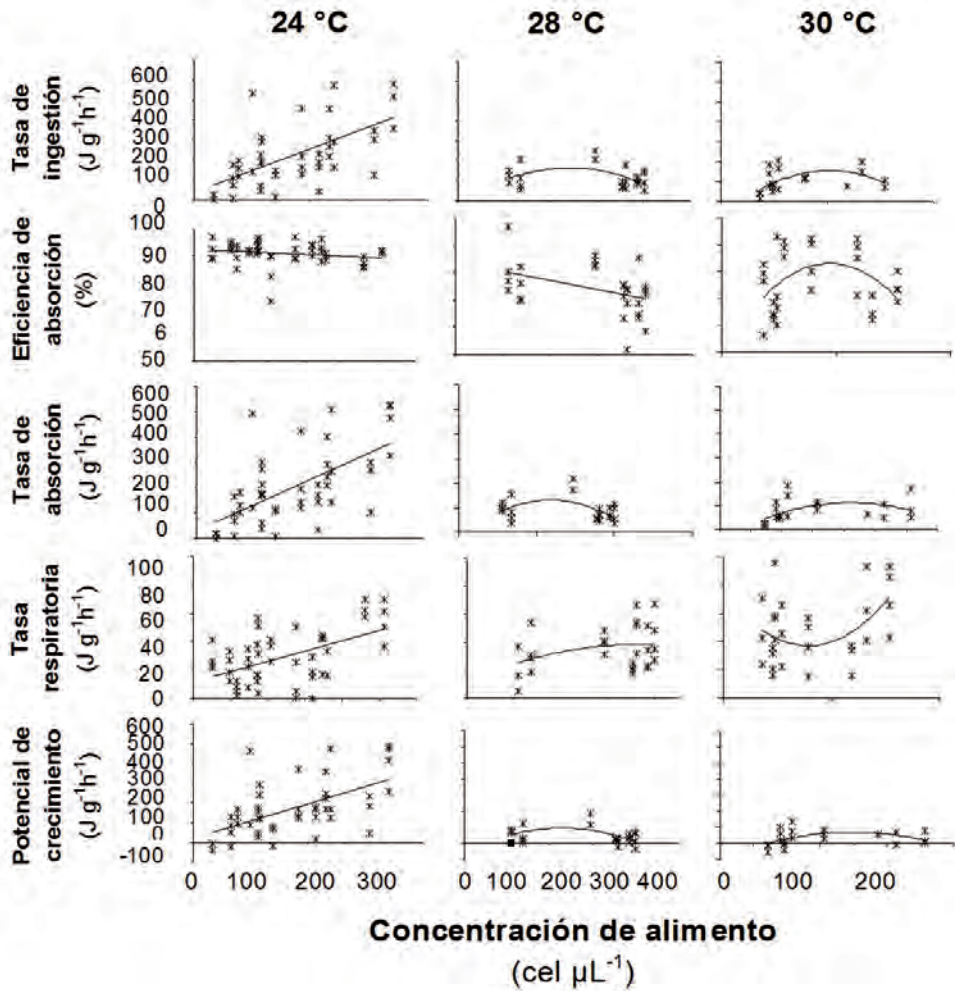 24 °C 28 °C 30 °C
Tasa de
ingestión
(J g⁻¹h⁻¹)
600
500
400
300
200
100
0
Eficiencia de
absorción
(%)
100
90
80
70
6
50
Tasa de
absorción
(J g⁻¹h⁻¹)
600
500
400
300
200
100
0
Tasa
respiratoria
(J g⁻¹h⁻¹)
100
80
60
40
20
0
Potencial de
crecimiento
(J g⁻¹h⁻¹)
600
500
400
300
200
100
0
-100
0 100 200 300 0 100 200 300 400 0 100 200
Concentración de alimento
(cel µL⁻¹)